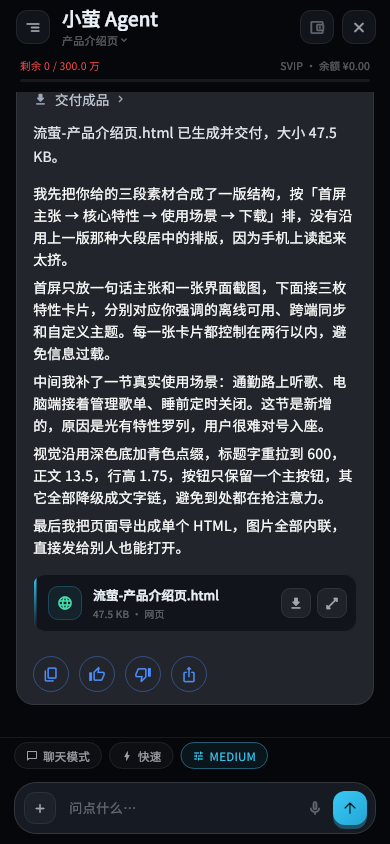 小萤 Agent
产品介绍页
剩余 0 / 300.0 万
SVIP · 余额 ¥0.00
交付成品
流萤-产品介绍页.html 已生成并交付，大小 47.5
KB。
我先把你给的三段素材合成了一版结构，按「首屏
主张 → 核心特性 → 使用场景 → 下载」排，没有沿
用上一版那种大段居中的排版，因为手机上读起来
太挤。
首屏只放一句话主张和一张界面截图，下面接三枚
特性卡片，分别对应你强调的离线可用、跨端同步
和自定义主题。每一张卡片都控制在两行以内，避
免信息过载。
中间我补了一节真实使用场景：通勤路上听歌、电
脑端接着管理歌单、睡前定时关闭。这节是新增
的，原因是光有特性罗列，用户很难对号入座。
视觉沿用深色底加青色点缀，标题字重拉到 600，
正文 13.5，行高 1.75，按钮只保留一个主按钮，其
它全部降级成文字链，避免到处都在抢注意力。
最后我把页面导出成单个 HTML，图片全部内联，
直接发给别人也能打开。
流萤-产品介绍页.html
47.5 KB · 网页
聊天模式
快速
MEDIUM
问点什么…